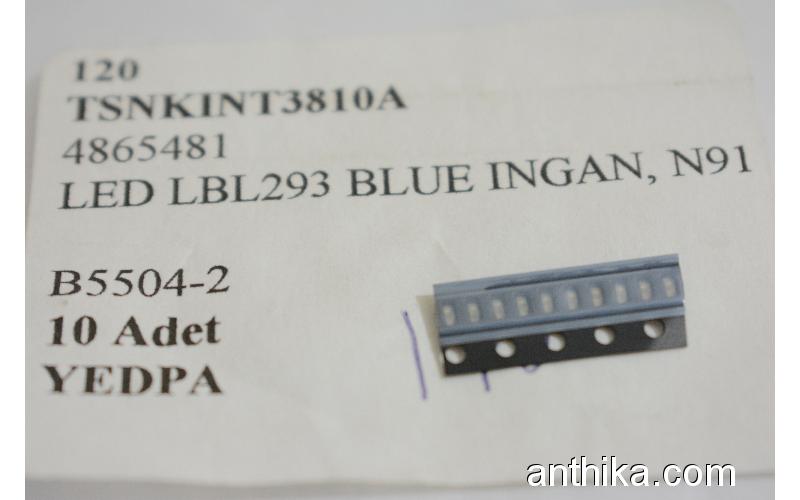 120
TSNKINT3810A
4865481
LED LBL293 BLUE INGAN, N91
B5504-2
10 Adet
YEDPA
anthika.com